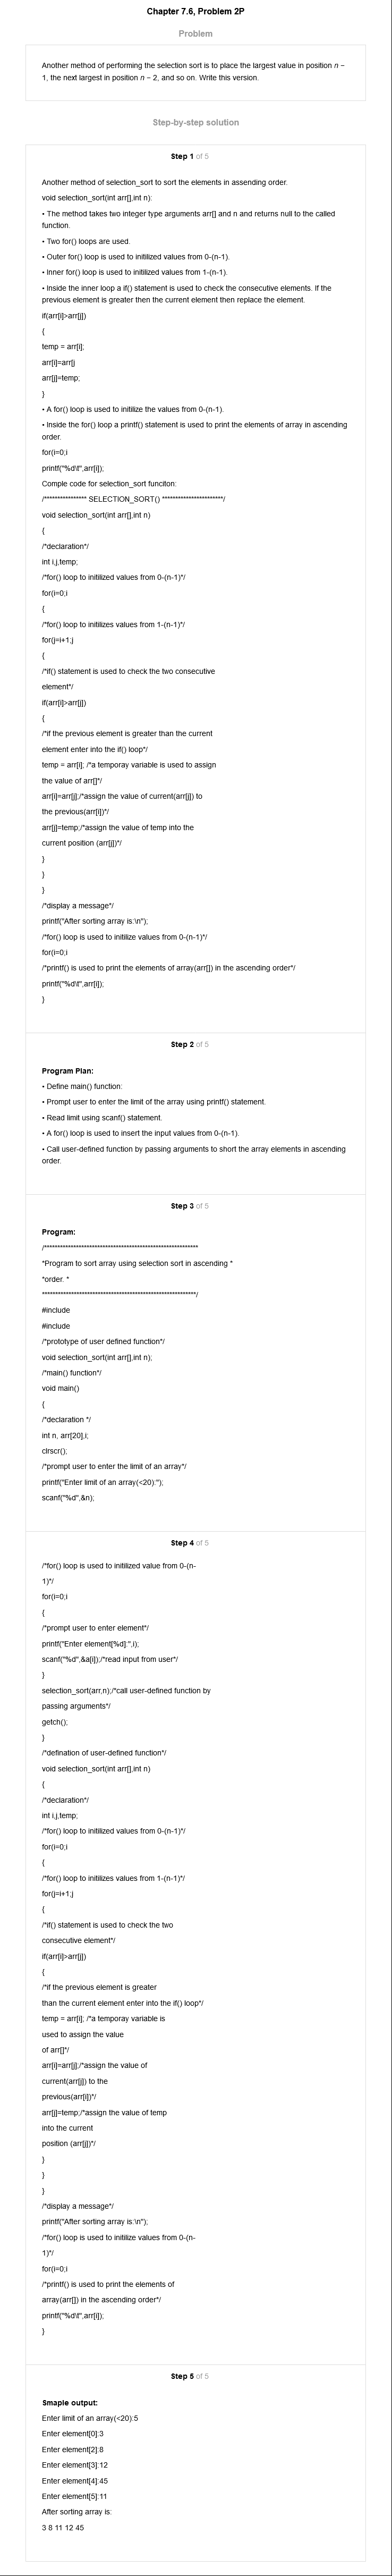 Chapter 7.6, Problem 2P
Problem
Another method of performing the selection sort is to place the largest value in position n −
1, the next largest in position n − 2, and so on. Write this version.
Step-by-step solution
Step 1 of 5
Another method of selection_sort to sort the elements in assending order.
void selection_sort(int arr[],int n):
• The method takes two integer type arguments arr[] and n and returns null to the called
function.
• Two for() loops are used.
• Outer for() loop is used to initilized values from 0-(n-1).
• Inner for() loop is used to initilized values from 1-(n-1).
• Inside the inner loop a if() statement is used to check the consecutive elements. If the
previous element is greater then the current element then replace the element.
if(arr[i]>arr[j])
{
temp = arr[i];
arr[i]=arr[j
arr[j]=temp;
}
• A for() loop is used to initilize the values from 0-(n-1).
• Inside the for() loop a printf() statement is used to print the elements of array in ascending
order.
for(i=0;i
printf("%d\t",arr[i]);
Comple code for selection_sort funciton:
/**************** SELECTION_SORT() ***********************/
void selection_sort(int arr[],int n)
{
/*declaration*/
int i,j,temp;
/*for() loop to initilized values from 0-(n-1)*/
for(i=0;i
{
/*for() loop to initilizes values from 1-(n-1)*/
for(j=i+1;j
{
/*if() statement is used to check the two consecutive
element*/
if(arr[i]>arr[j])
{
/*if the previous element is greater than the current
element enter into the if() loop*/
temp = arr[i]; /*a temporay variable is used to assign
the value of arr[]*/
arr[i]=arr[j];/*assign the value of current(arr[j]) to
the previous(arr[i])*/
arr[j]=temp;/*assign the value of temp into the
current position (arr[j])*/
}
}
}
/*display a message*/
printf("After sorting array is:\n");
/*for() loop is used to initilize values from 0-(n-1)*/
for(i=0;i
/*printf() is used to print the elements of array(arr[]) in the ascending order*/
printf("%d\t",arr[i]);
}
Step 2 of 5
Program Plan:
• Define main() function:
• Prompt user to enter the limit of the array using printf() statement.
• Read limit using scanf() statement.
• A for() loop is used to insert the input values from 0-(n-1).
• Call user-defined function by passing arguments to short the array elements in ascending
order.
Step 3 of 5
Program:
/**********************************************************
*Program to sort array using selection sort in ascending *
*order. *
**********************************************************/
#include
#include
/*prototype of user defined function*/
void selection_sort(int arr[],int n);
/*main() function*/
void main()
{
/*declaration */
int n, arr[20],i;
clrscr();
/*prompt user to enter the limit of an array*/
printf("Enter limit of an array(<20):");
scanf("%d",&n);
Step 4 of 5
/*for() loop is used to initilized value from 0-(n-
1)*/
for(i=0;i
{
/*prompt user to enter element*/
printf("Enter element[%d]:",i);
scanf("%d",&a[i]);/*read input from user*/
}
selection_sort(arr,n);/*call user-defined function by
passing arguments*/
getch();
}
/*defination of user-defined function*/
void selection_sort(int arr[],int n)
{
/*declaration*/
int i,j,temp;
/*for() loop to initilized values from 0-(n-1)*/
for(i=0;i
{
/*for() loop to initilizes values from 1-(n-1)*/
for(j=i+1;j
{
/*if() statement is used to check the two
consecutive element*/
if(arr[i]>arr[j])
{
/*if the previous element is greater
than the current element enter into the if() loop*/
temp = arr[i]; /*a temporay variable is
used to assign the value
of arr[]*/
arr[i]=arr[j];/*assign the value of
current(arr[j]) to the
previous(arr[i])*/
arr[j]=temp;/*assign the value of temp
into the current
position (arr[j])*/
}
}
}
/*display a message*/
printf("After sorting array is:\n");
/*for() loop is used to initilize values from 0-(n-
1)*/
for(i=0;i
/*printf() is used to print the elements of
array(arr[]) in the ascending order*/
printf("%d\t",arr[i]);
}
Step 5 of 5
Smaple output:
Enter limit of an array(<20):5
Enter element[0]:3
Enter element[2]:8
Enter element[3]:12
Enter element[4]:45
Enter element[5]:11
After sorting array is:
3 8 11 12 45